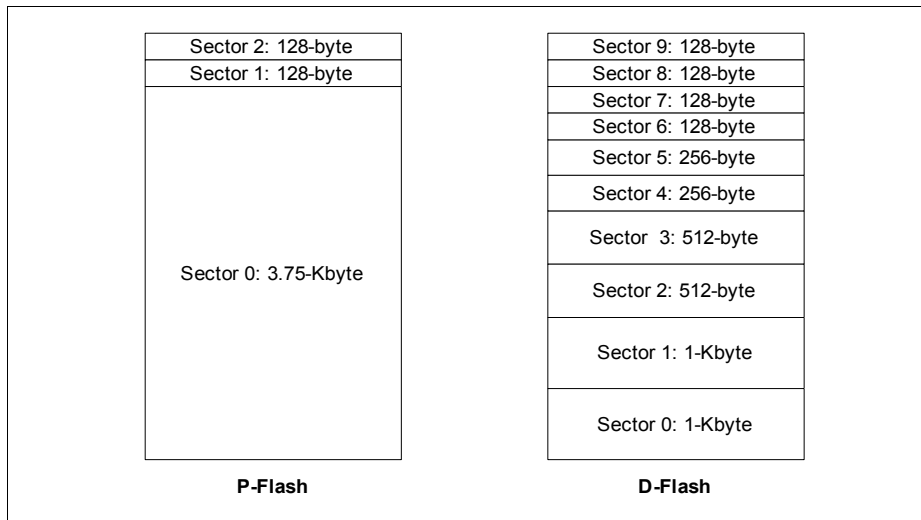 Sector 2: 128-byte
Sector 1: 128-byte
Sector 0: 3.75-Kbyte
P-Flash
Sector 9: 128-byte
Sector 8: 128-byte
Sector 7: 128-byte
Sector 6: 128-byte
Sector 5: 256-byte
Sector 4: 256-byte
Sector 3: 512-byte
Sector 2: 512-byte
Sector 1: 1-Kbyte
Sector 0: 1-Kbyte
D-Flash